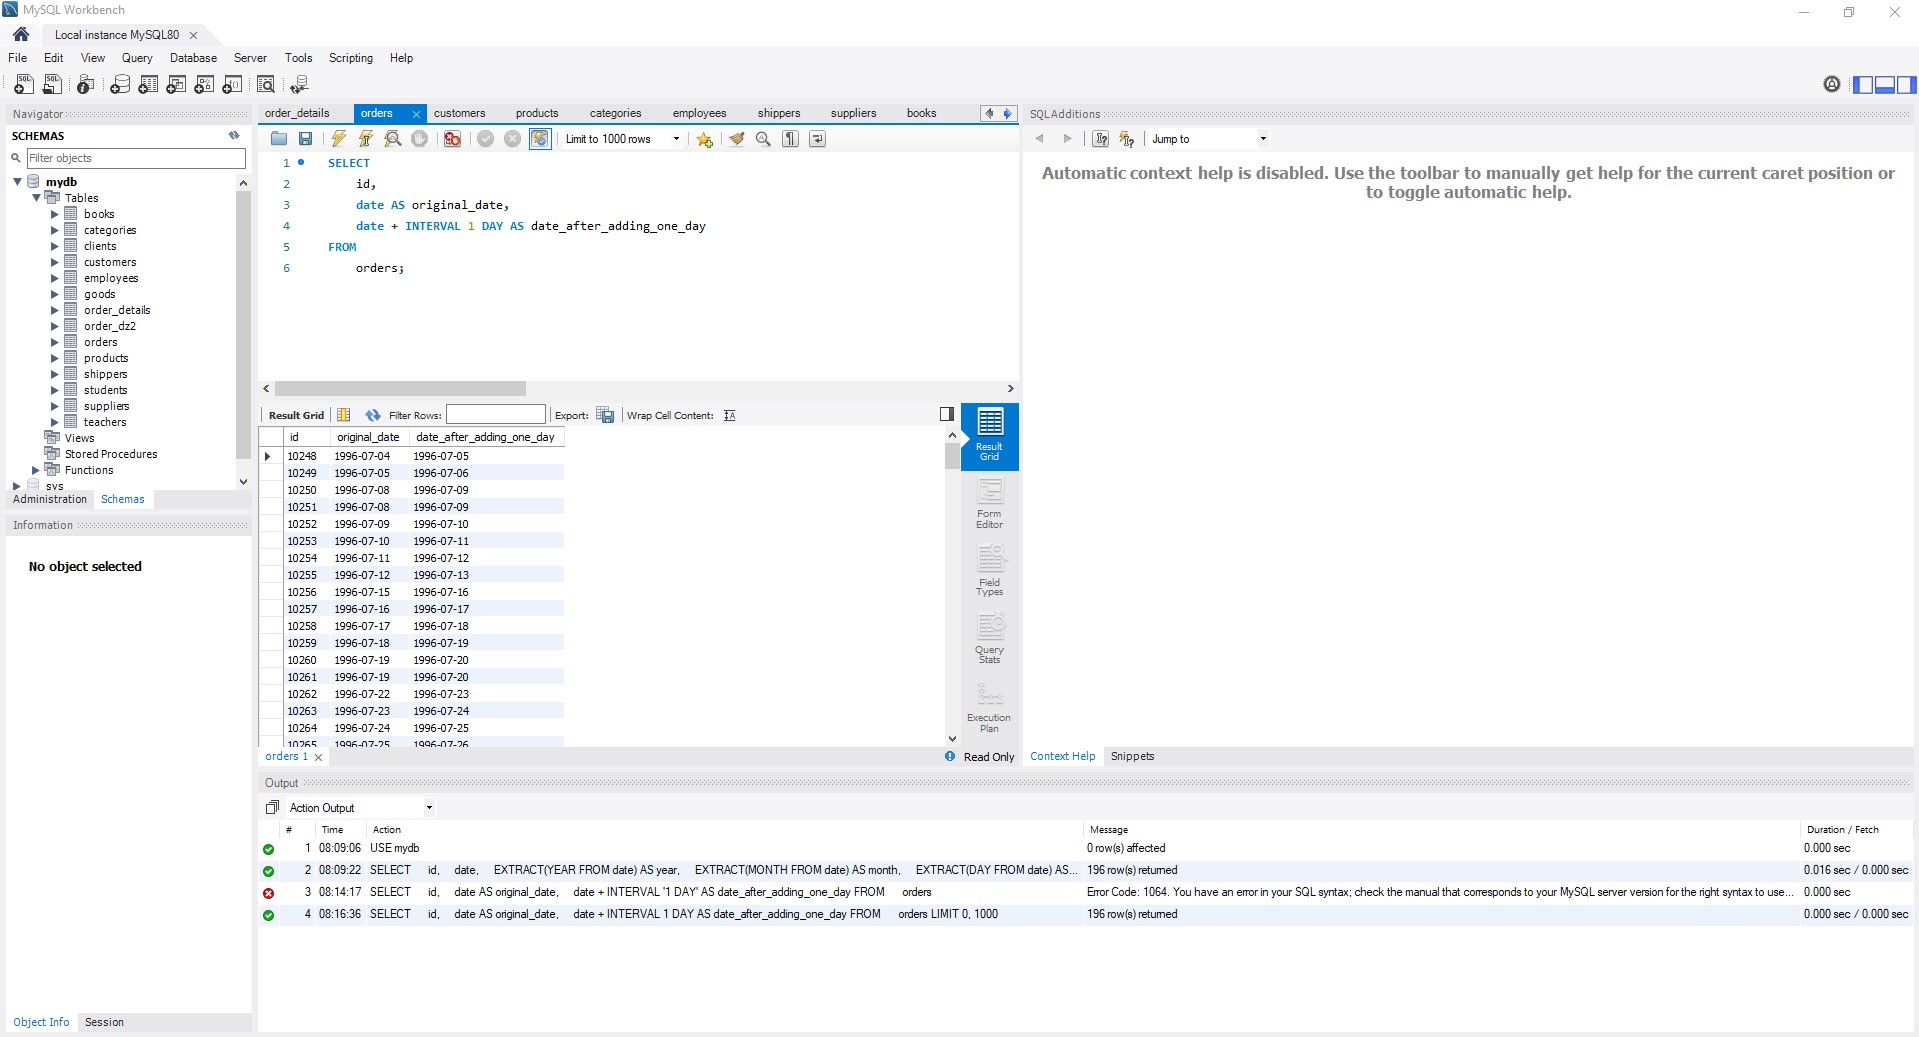 MySQL Workbench
Local instance MySQL80
File Edit View Query Database Server Tools Scripting Help
Navigator
SCHEMAS
Filter objects
mydb
Tables
books
categories
clients
customers
employees
goods
order_details
order_dz2
orders
products
shippers
students
suppliers
teachers
Views
Stored Procedures
Functions
sys
Administration Schemas
Information
No object selected
Object Info Session
order_details orders customers products categories employees shippers suppliers books
Limit to 1000 rows
1 SELECT
2 id,
3 date AS original_date,
4 date + INTERVAL 1 DAY AS date_after_adding_one_day
5 FROM
6 orders;
Result Grid Filter Rows: Export: Wrap Cell Content:
id original_date date_after_adding_one_day
10248 1996-07-04 1996-07-05
10249 1996-07-05 1996-07-06
10250 1996-07-08 1996-07-09
10251 1996-07-08 1996-07-09
10252 1996-07-09 1996-07-10
10253 1996-07-10 1996-07-11
10254 1996-07-11 1996-07-12
10255 1996-07-12 1996-07-13
10256 1996-07-15 1996-07-16
10257 1996-07-16 1996-07-17
10258 1996-07-17 1996-07-18
10259 1996-07-18 1996-07-19
10260 1996-07-19 1996-07-20
10261 1996-07-19 1996-07-20
10262 1996-07-22 1996-07-23
10263 1996-07-23 1996-07-24
10264 1996-07-24 1996-07-25
10265 1996-07-25 1996-07-26
Result
Grid
Form
Editor
Field
Types
Query
Stats
Execution
Plan
orders 1
Read Only
SQLAdditions
Jump to
Automatic context help is disabled. Use the toolbar to manually get help for the current caret position or
to toggle automatic help.
Context Help Snippets
Output
Action Output
# Time Action Message Duration / Fetch
1 08:09:06 USE mydb 0 row(s) affected 0.000 sec
2 08:09:22 SELECT id, date, EXTRACT(YEAR FROM date) AS year, EXTRACT(MONTH FROM date) AS month, EXTRACT(DAY FROM date) AS... 196 row(s) returned 0.016 sec / 0.000 sec
3 08:14:17 SELECT id, date AS original_date, date + INTERVAL '1 DAY' AS date_after_adding_one_day FROM orders Error Code: 1064. You have an error in your SQL syntax; check the manual that corresponds to your MySQL server version for the right syntax to use... 0.000 sec
4 08:16:36 SELECT id, date AS original_date, date + INTERVAL 1 DAY AS date_after_adding_one_day FROM orders LIMIT 0, 1000 196 row(s) returned 0.000 sec / 0.000 sec